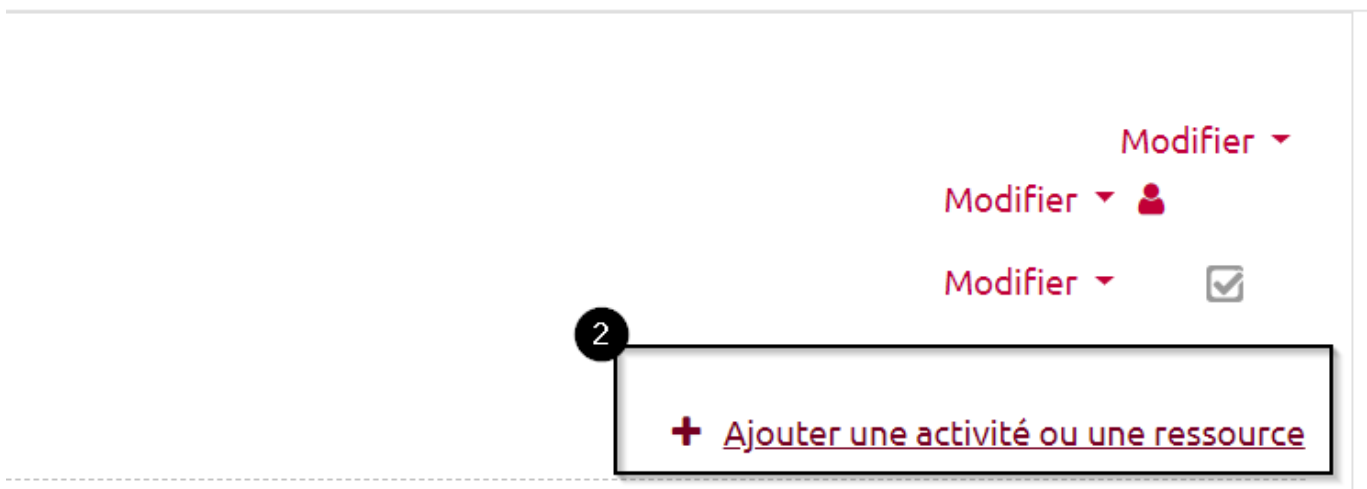 Modifier
Modifier
Modifier
2
Ajouter une activité ou une ressource